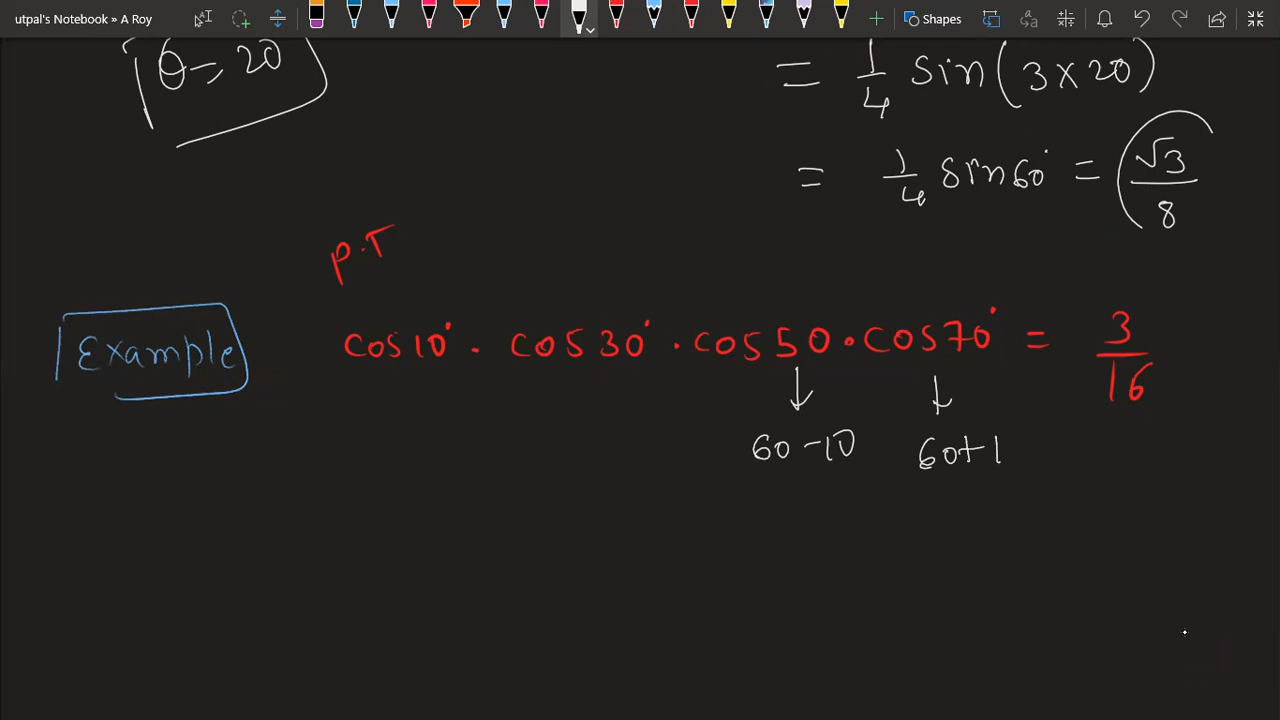 utpal's Notebook » A Roy
Shapes
θ = 20
= 1/4 sin(3×20)
= 1/4 sin60° = √3/8
P.T
Example
cos10° . cos30° . cos50 . cos70° = 3/16
60-10 60+1